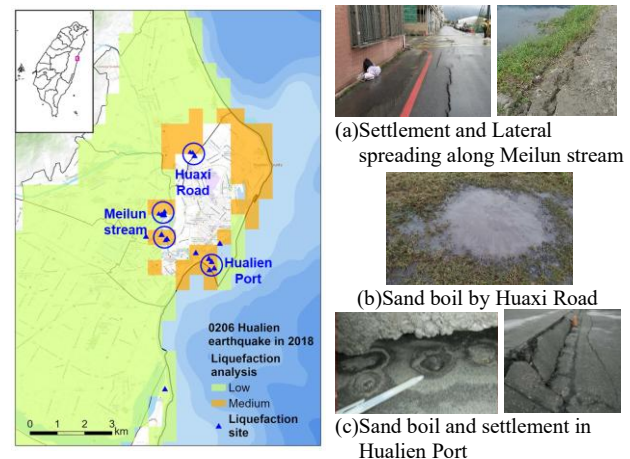 Huaxi
Road
Meilun
stream
Hualien
Port
0206 Hualien
earthquake in 2018
Liquefaction
analysis
Low
Medium
Liquefaction
site
0 1 2 3
km
(a)Settlement and Lateral
spreading along Meilun stream
(b)Sand boil by Huaxi Road
(c)Sand boil and settlement in
Hualien Port